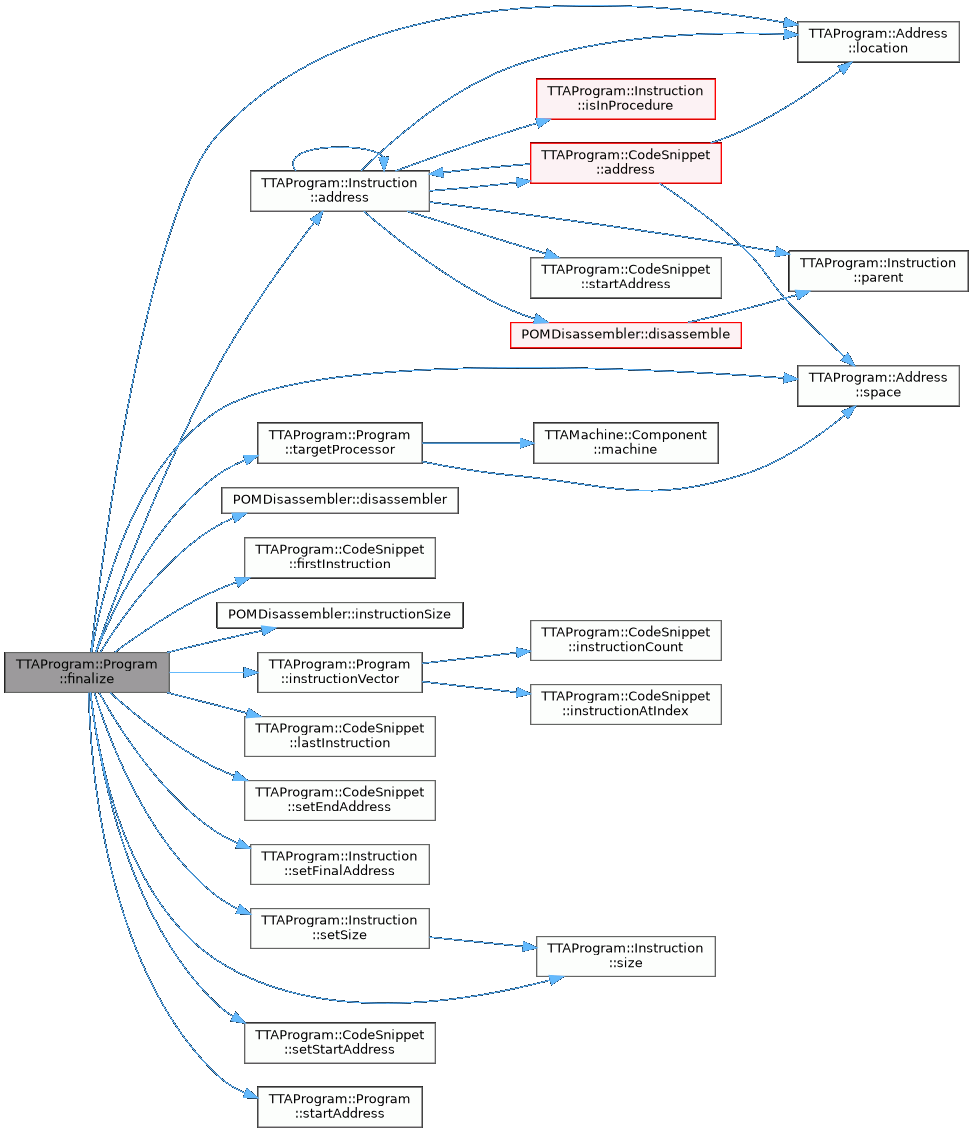 TTAProgram::Address
::location
TTAProgram::Instruction
::isInProcedure
TTAProgram::CodeSnippet
::address
TTAProgram::Instruction
::address
TTAProgram::Instruction
::parent
TTAProgram::CodeSnippet
::startAddress
POMDisassembler::disassemble
TTAProgram::Address
::space
TTAProgram::Program
::targetProcessor
TTAMachine::Component
::machine
POMDisassembler::disassembler
TTAProgram::CodeSnippet
::firstInstruction
POMDisassembler::instructionSize
TTAProgram::CodeSnippet
::instructionCount
TTAProgram::Program
::finalize
TTAProgram::Program
::instructionVector
TTAProgram::CodeSnippet
::instructionAtIndex
TTAProgram::CodeSnippet
::lastInstruction
TTAProgram::CodeSnippet
::setEndAddress
TTAProgram::Instruction
::setFinalAddress
TTAProgram::Instruction
::setSize
TTAProgram::Instruction
::size
TTAProgram::CodeSnippet
::setStartAddress
TTAProgram::Program
::startAddress